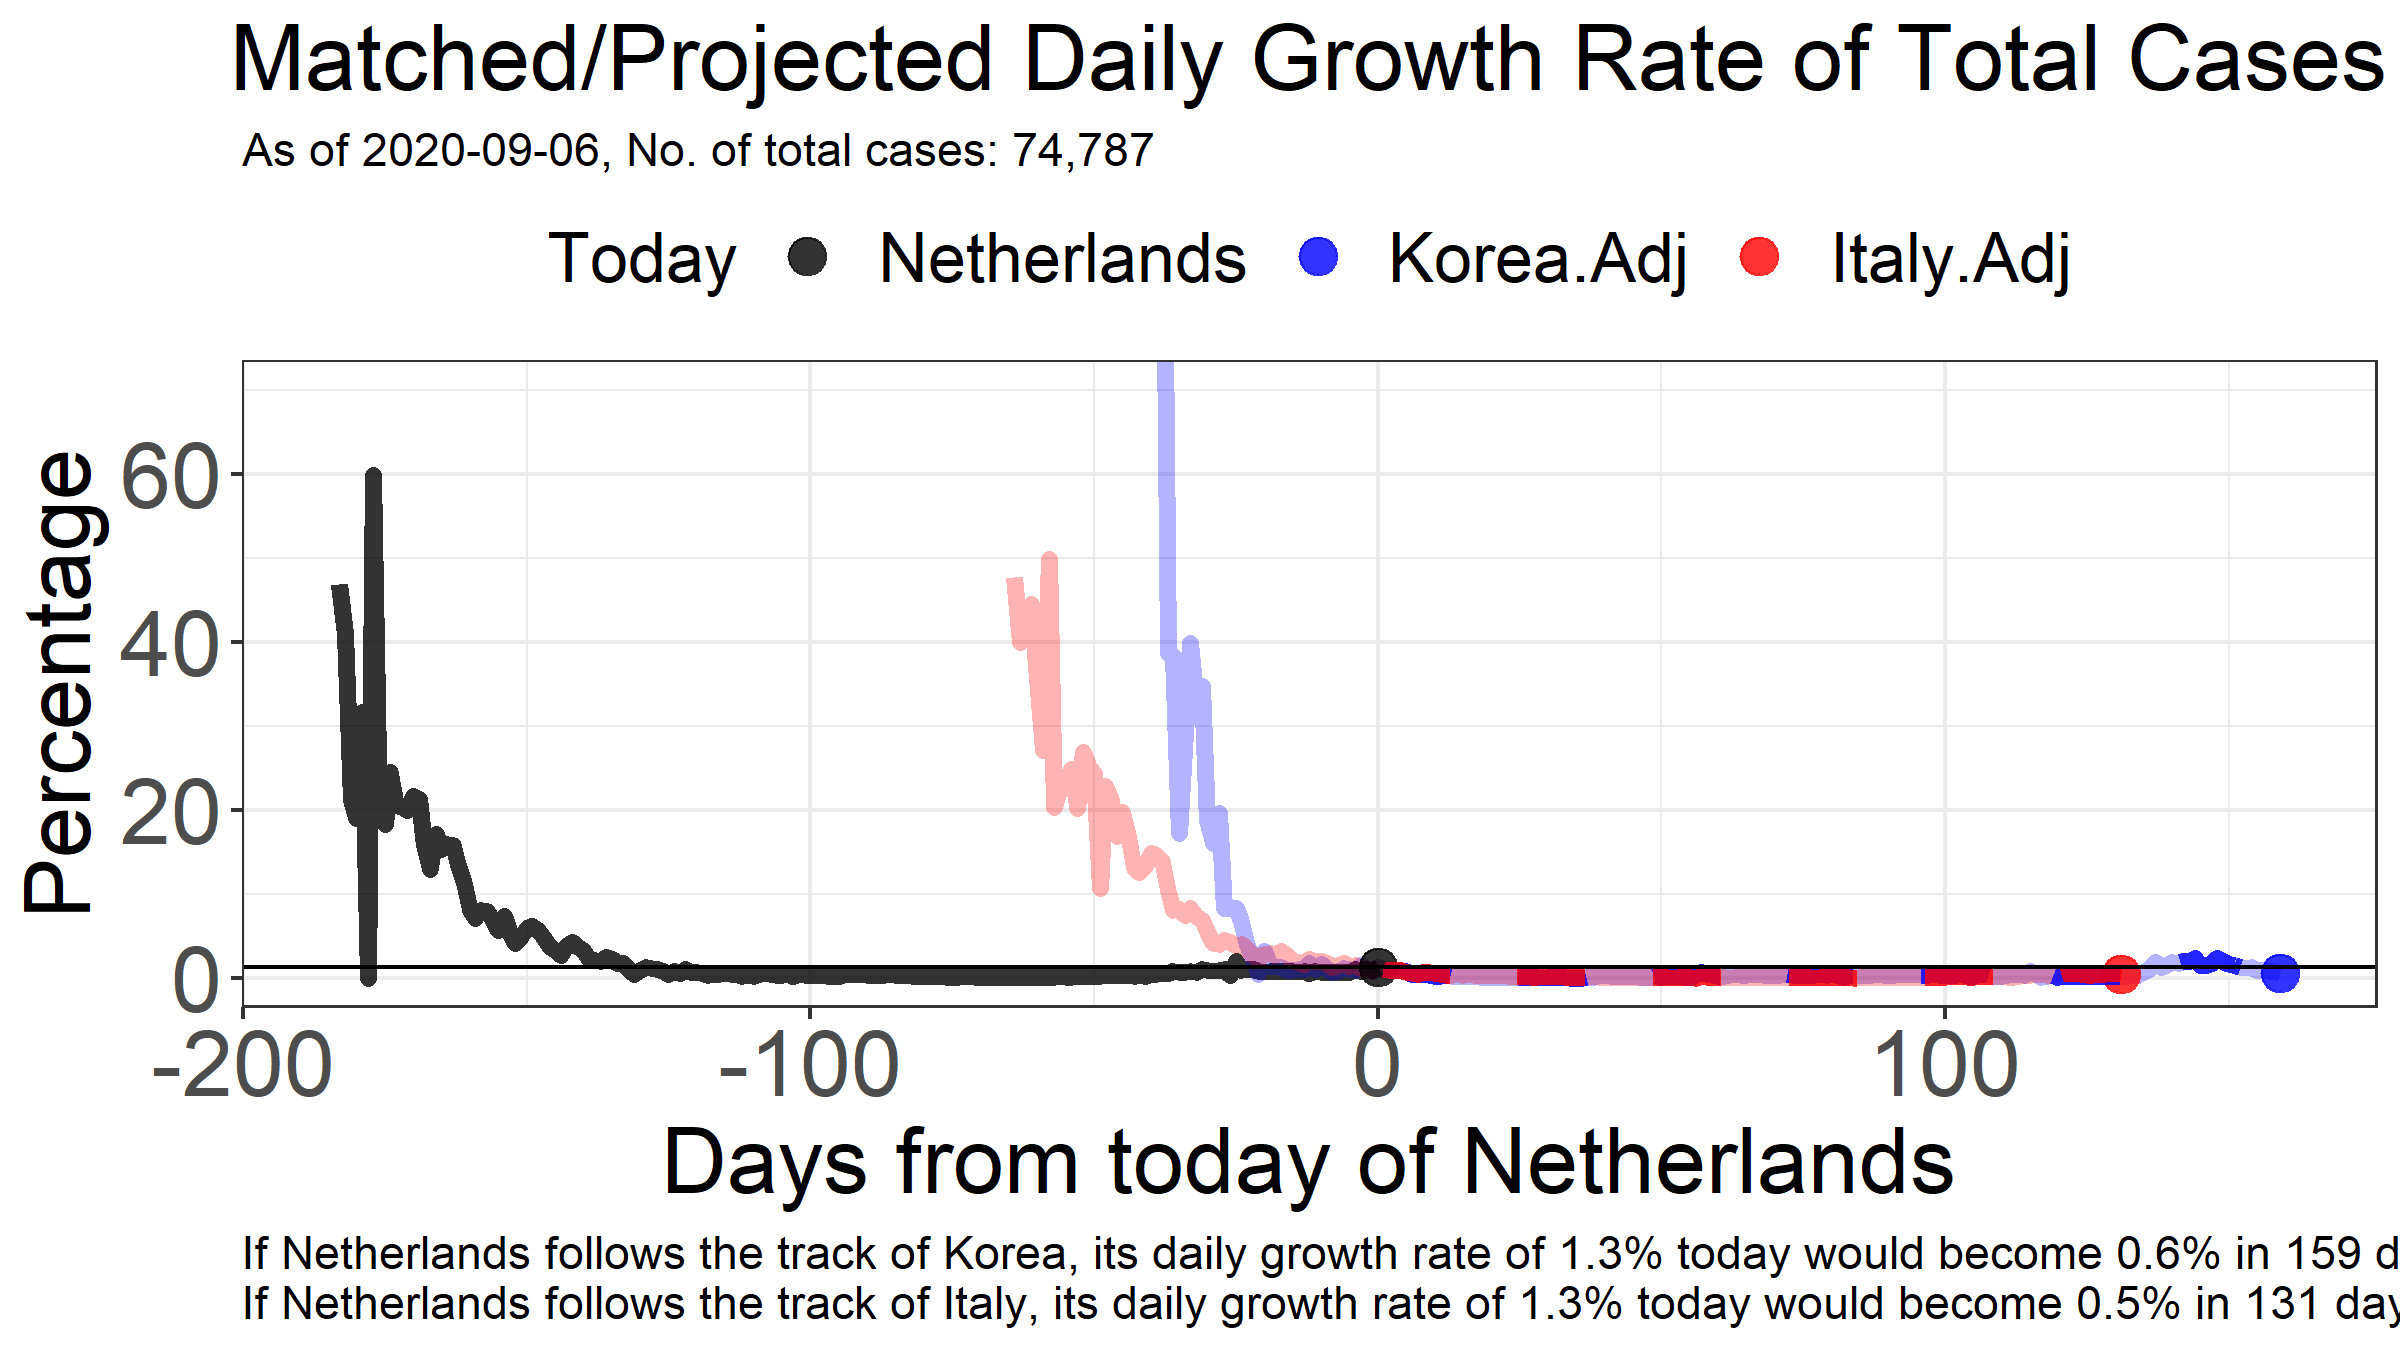 Matched/Projected Daily Growth Rate of Total Cases
As of 2020-09-06, No. of total cases: 74,787
Today Netherlands Korea.Adj Italy.Adj
Percentage
60
40
20
0
-200 -100 0 100
Days from today of Netherlands
If Netherlands follows the track of Korea, its daily growth rate of 1.3% today would become 0.6% in 159 d
If Netherlands follows the track of Italy, its daily growth rate of 1.3% today would become 0.5% in 131 day